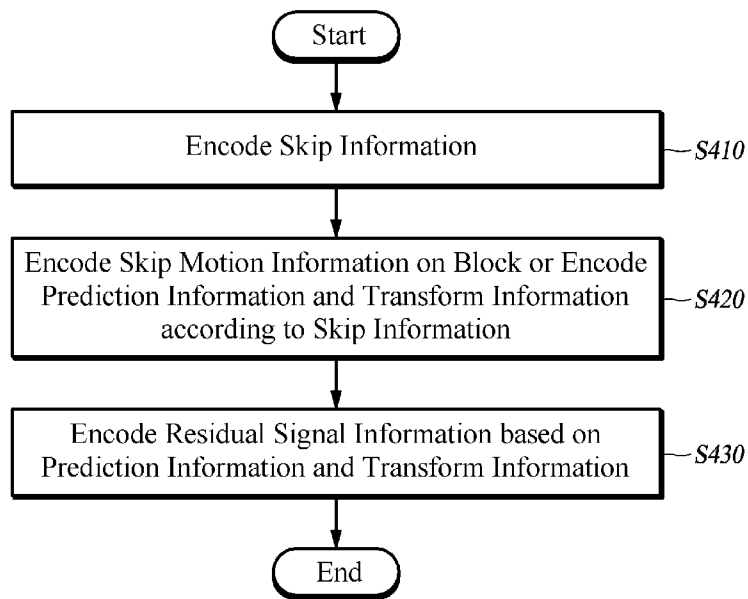 Start
Encode Skip Information
S410
Encode Skip Motion Information on Block or Encode
Prediction Information and Transform Information
according to Skip Information
S420
Encode Residual Signal Information based on
Prediction Information and Transform Information
S430
End